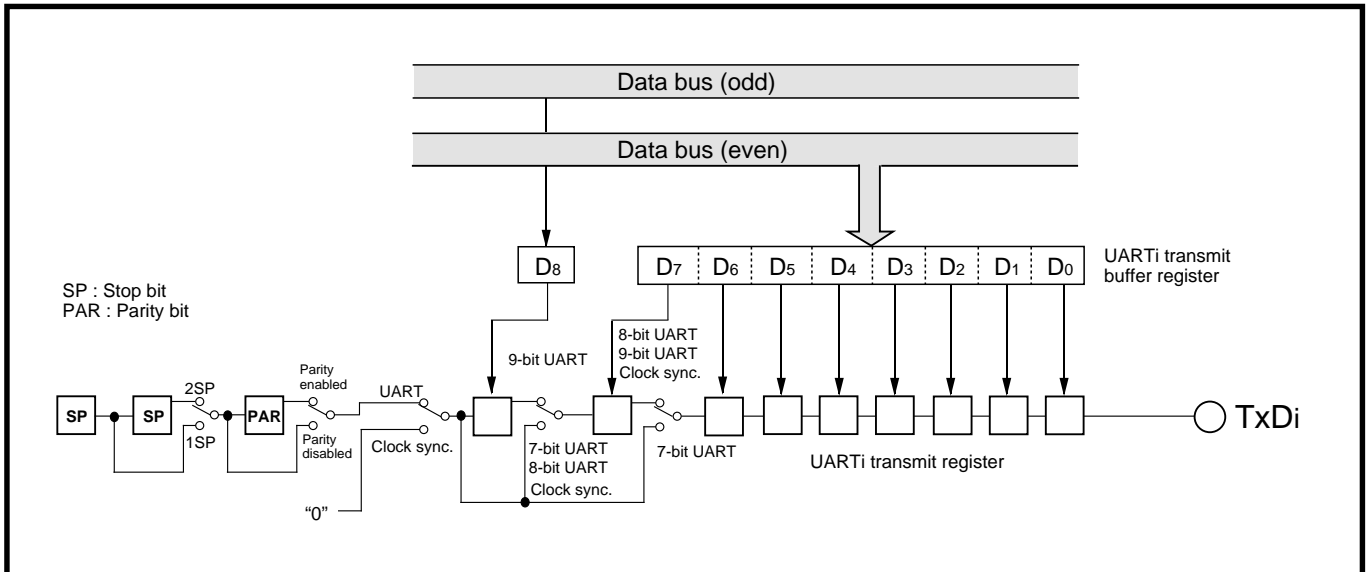 Data bus (odd)
Data bus (even)
D8
D7 D6 D5 D4 D3 D2 D1 D0
UARTi transmit
buffer register
SP : Stop bit
PAR : Parity bit
8-bit UART
9-bit UART
Clock sync.
9-bit UART
2SP
Parity
enabled
UART
SP
SP
PAR
TxDi
1SP
Parity
disabled
Clock sync.
7-bit UART
8-bit UART
Clock sync.
7-bit UART
UARTi transmit register
“0”